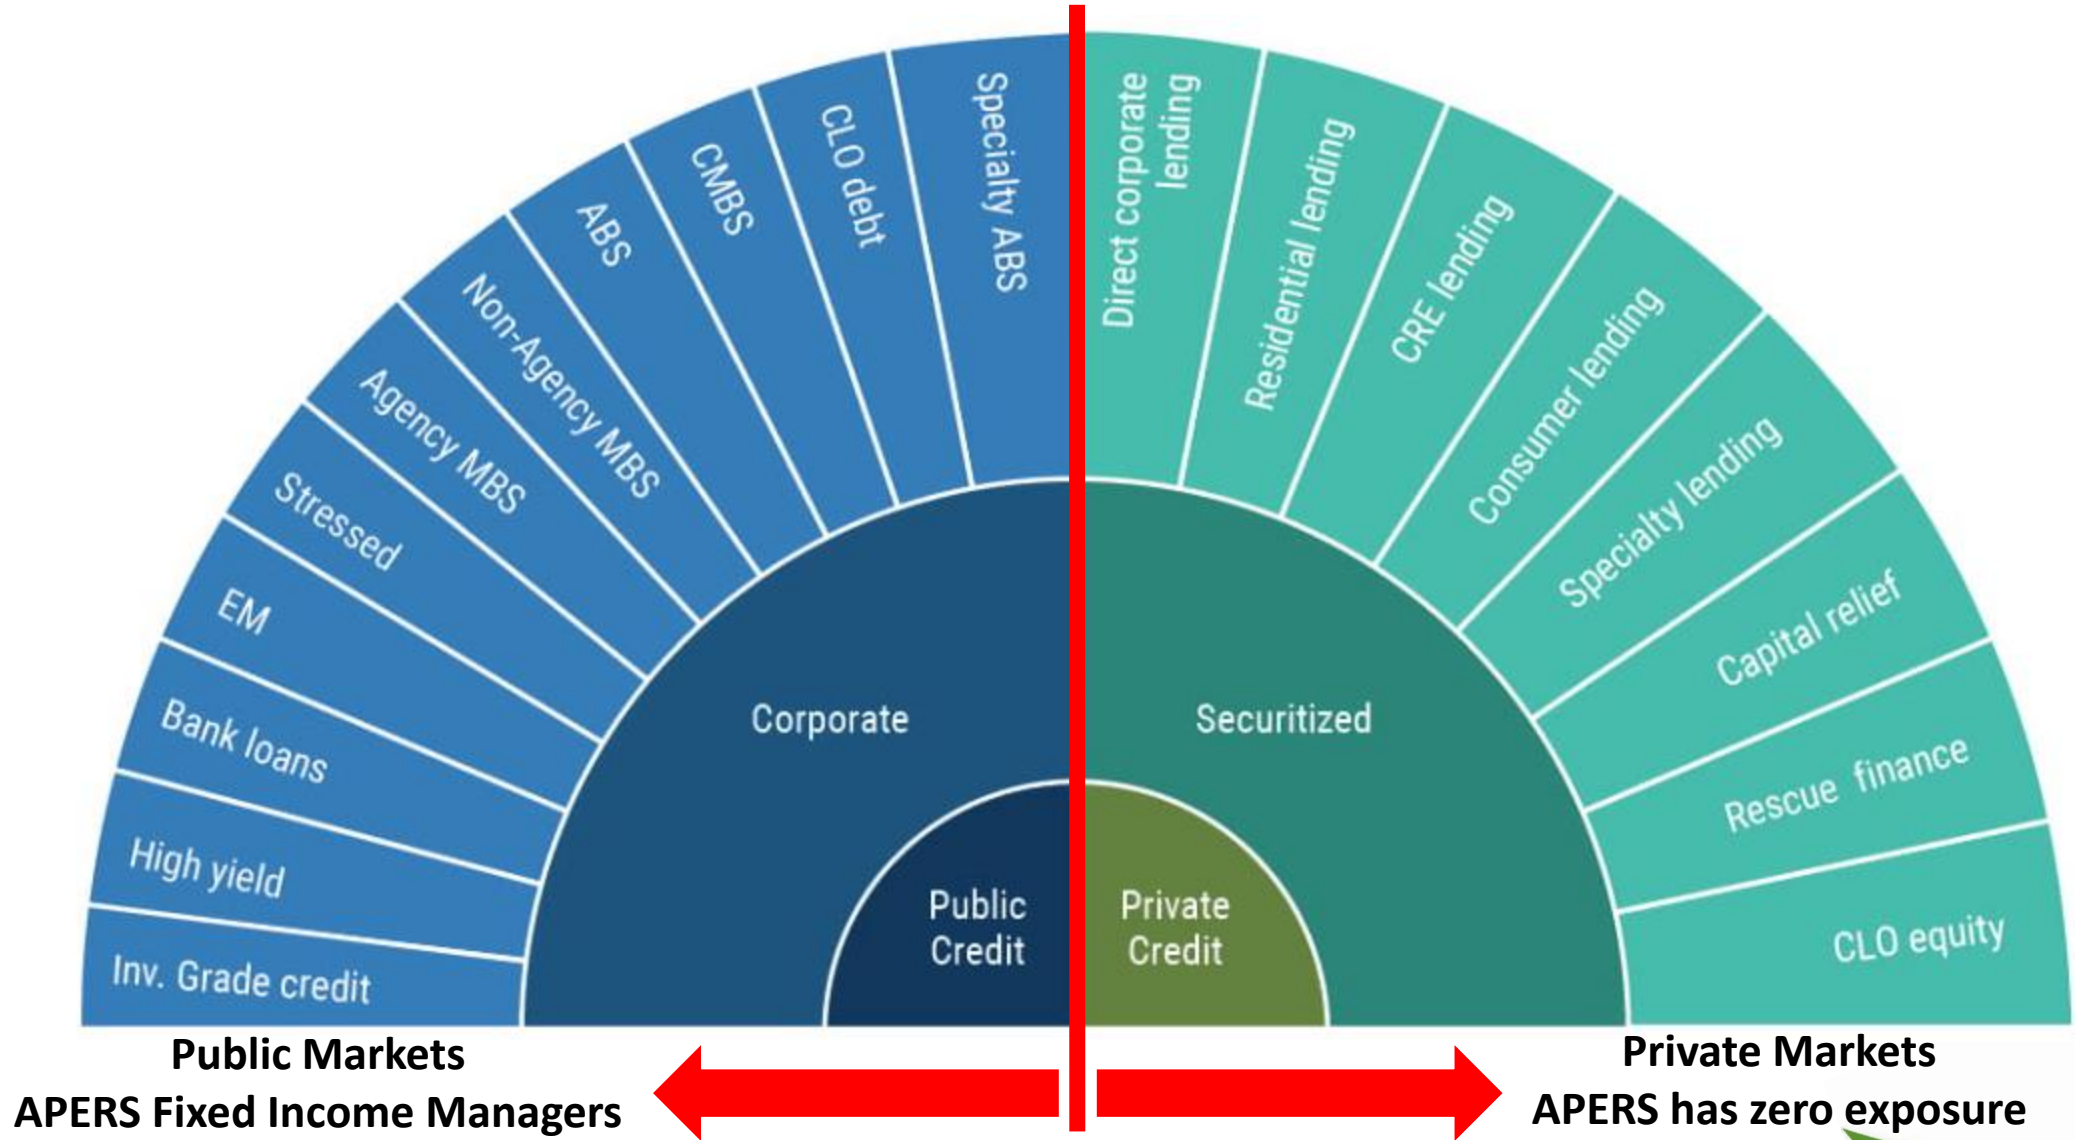 Inv. Grade credit
High yield
Bank loans
EM
Stressed
Agency MBS
Non-Agency MBS
ABS
CMBS
CLO debt
Specialty ABS
Direct corporate
lending
Residential lending
CRE lending
Consumer lending
Specialty lending
Capital relief
Rescue finance
CLO equity
Corporate
Securitized
Public
Credit
Private
Credit
Public Markets
APERS Fixed Income Managers
Private Markets
APERS has zero exposure